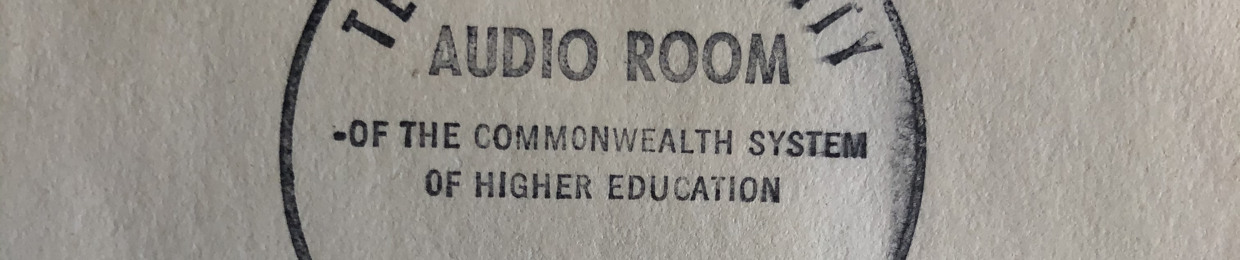 AUDIO ROOM
-OF THE COMMONWEALTH SYSTEM
OF HIGHER EDUCATION